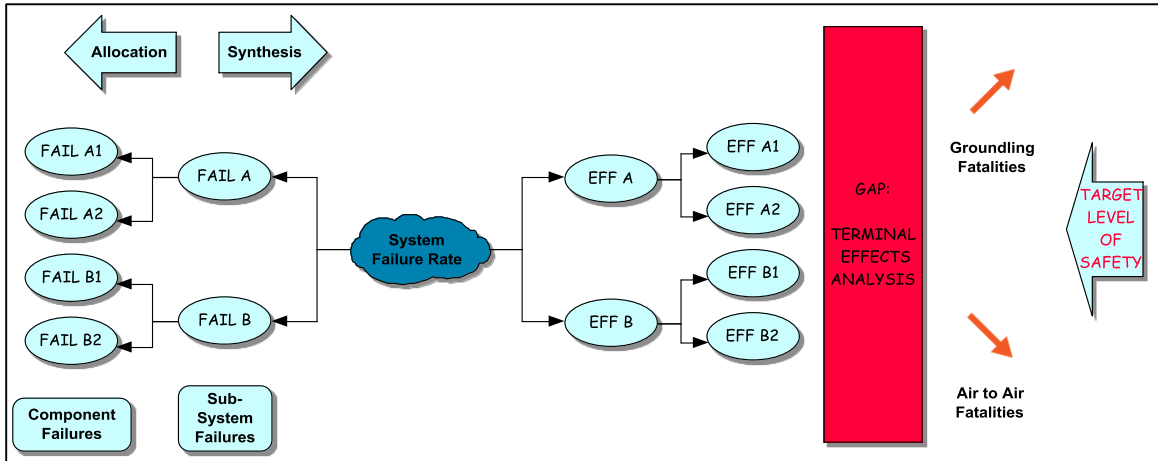 Allocation
Synthesis
FAIL A1
FAIL A2
FAIL A
FAIL B1
FAIL B2
FAIL B
System
Failure Rate
EFF A
EFF A1
EFF A2
EFF B
EFF B1
EFF B2
GAP:
TERMINAL
EFFECTS
ANALYSIS
Groundling
Fatalities
TARGET
LEVEL
OF
SAFETY
Air to Air
Fatalities
Component
Failures
Sub-
System
Failures